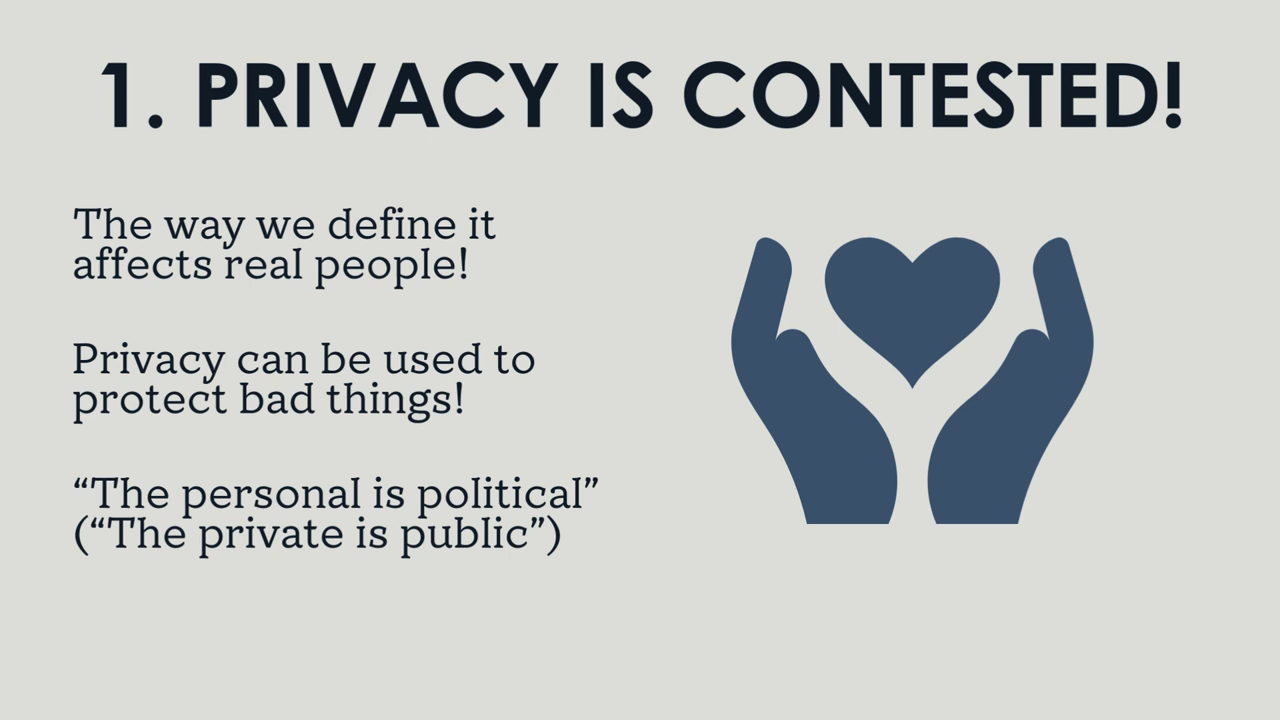 1. PRIVACY IS CONTESTED!
The way we define it
affects real people!
Privacy can be used to
protect bad things!
“The personal is political”
(“The private is public”)